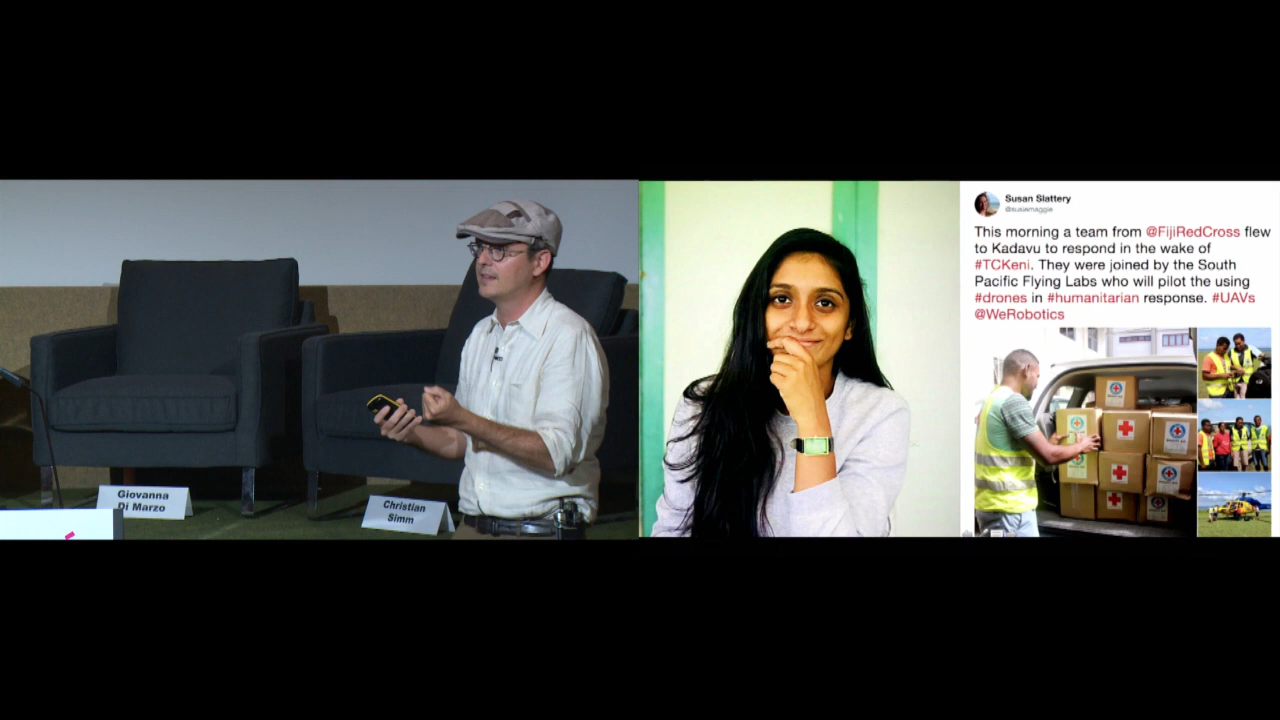 Giovanna
Di Marzo
Christian
Simm
Susan Slattery
@susiemaggie
This morning a team from @FijiRedCross flew
to Kadavu to respond in the wake of
#TCKeni. They were joined by the South
Pacific Flying Labs who will pilot the using
#drones in #humanitarian response. #UAVs
@WeRobotics